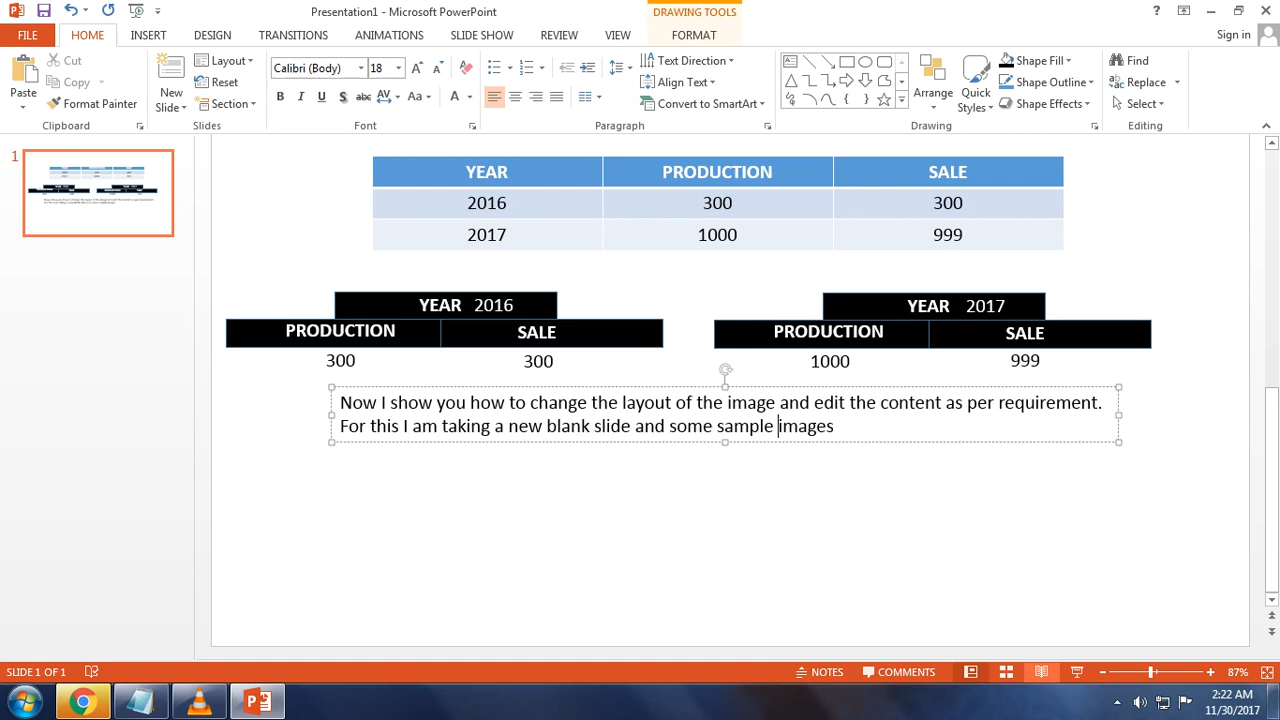 Presentation1 - Microsoft PowerPoint
DRAWING TOOLS
?
FILE
HOME
INSERT
DESIGN
TRANSITIONS
ANIMATIONS
SLIDE SHOW
REVIEW
VIEW
FORMAT
Sign in
Paste
Cut
Copy
Format Painter
Clipboard
New Slide
Layout
Reset
Section
Slides
Calibri (Body)
18
B I U S abc AV Aa A
Font
Text Direction
Align Text
Convert to SmartArt
Paragraph
Arrange
Quick Styles
Shape Fill
Shape Outline
Shape Effects
Drawing
Find
Replace
Select
Editing
1
YEAR PRODUCTION SALE
2016 300 300
2017 1000 999
YEAR 2016
PRODUCTION SALE
300 300
YEAR 2017
PRODUCTION SALE
1000 999
Now I show you how to change the layout of the image and edit the content as per requirement.
For this I am taking a new blank slide and some sample images
SLIDE 1 OF 1
NOTES
COMMENTS
87%
2:22 AM
11/30/2017